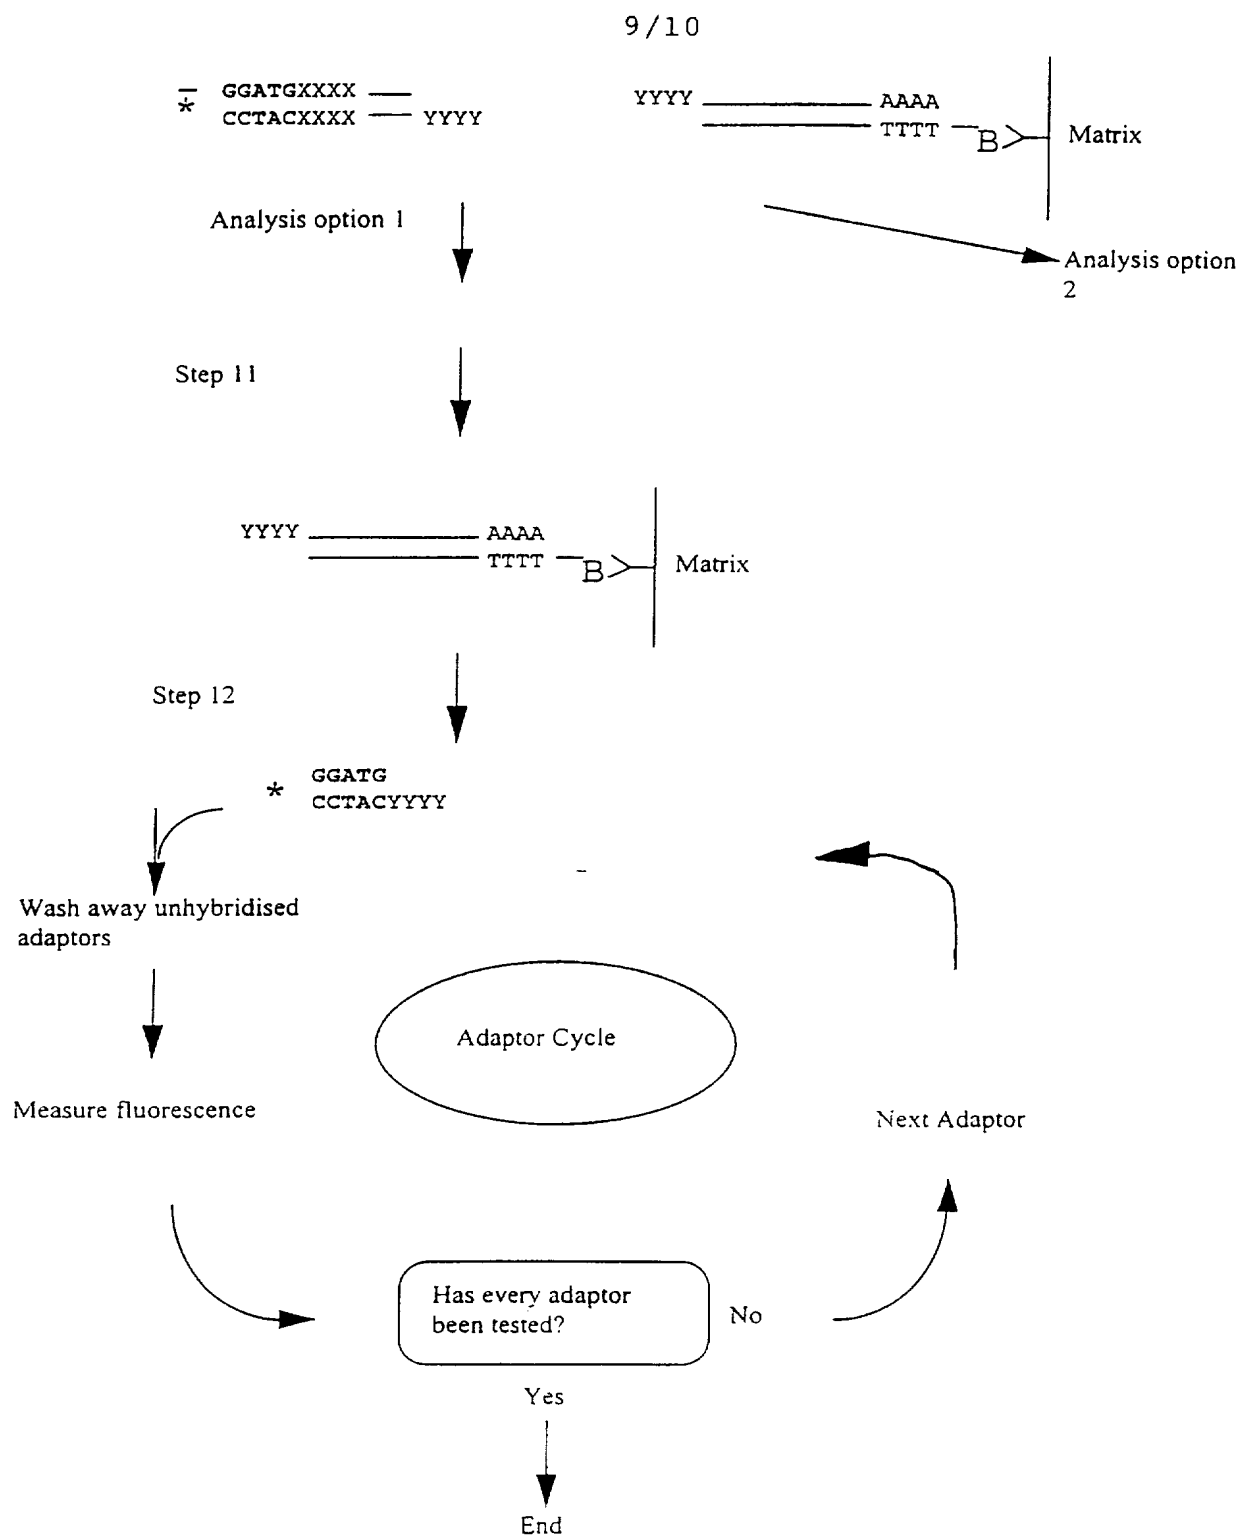 9/10
* GGATGXXXX
CCTACXXXX YYYY
YYYY AAAA
TTTT B Matrix
Analysis option 1
Analysis option
2
Step 11
YYYY AAAA
TTTT B Matrix
Step 12
* GGATG
CCTACYYYY
Wash away unhybridised
adaptors
Adaptor Cycle
Measure fluorescence
Next Adaptor
Has every adaptor
been tested?
No
Yes
End